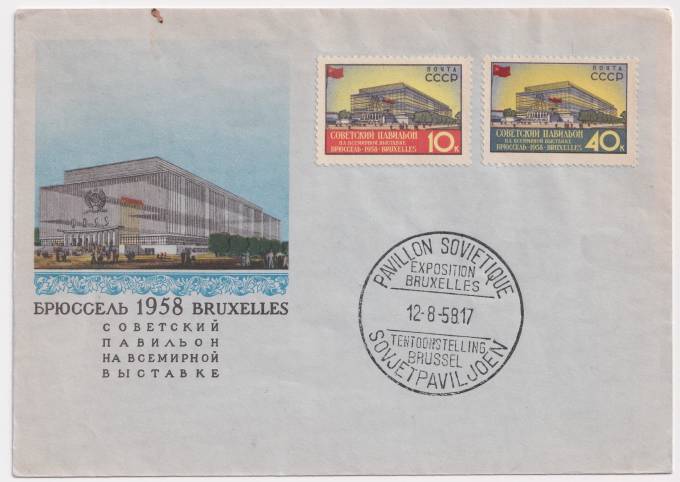 ПОЧТА
СССР
СОВЕТСКИЙ ПАВИЛЬОН
НА ВСЕМИРНОЙ ВЫСТАВКЕ
БРЮССЕЛЬ·1958·BRUXELLES
10К
ПОЧТА
СССР
СОВЕТСКИЙ ПАВИЛЬОН
НА ВСЕМИРНОЙ ВЫСТАВКЕ
БРЮССЕЛЬ·1958·BRUXELLES
40К
БРЮССЕЛЬ 1958 BRUXELLES
СОВЕТСКИЙ
ПАВИЛЬОН
НА ВСЕМИРНОЙ
ВЫСТАВКЕ
PAVILLON SOVIETIQUE
EXPOSITION
BRUXELLES
12-8-58.17
TENTOONSTELLING
BRUSSEL
SOVJETPAVILJOEN